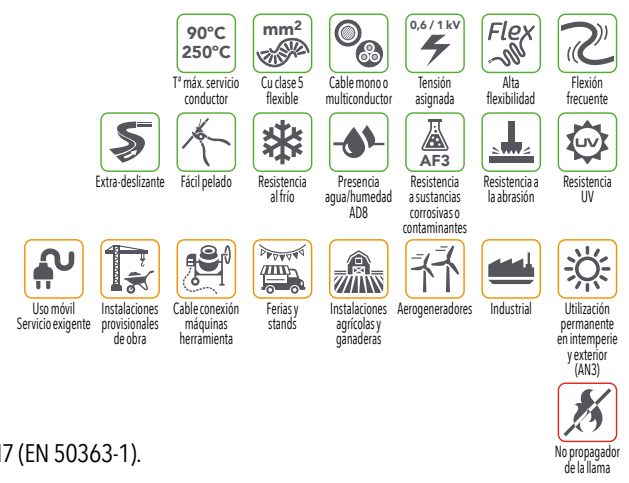 90°C
250°C
mm²
0,6 / 1 kV
Flex
Tª máx. servicio
conductor
Cu clase 5
flexible
Cable mono o
multiconductor
Tensión
asignada
Alta
flexibilidad
Flexión
frecuente
AF3
UV
Extra-deslizante
Fácil pelado
Resistencia
al frío
Presencia
agua/humedad
AD8
Resistencia
a sustancias
corrosivas o
contaminantes
Resistencia a
la abrasión
Resistencia
UV
Uso móvil
Servicio exigente
Instalaciones
provisionales
de obra
Cable conexión
máquinas
herramienta
Ferias y
stands
Instalaciones
agrícolas y
ganaderas
Aerogeneradores
Industrial
Utilización
permanente
en intemperie
y exterior
(AN3)
No propagador
de la llama
17 (EN 50363-1).